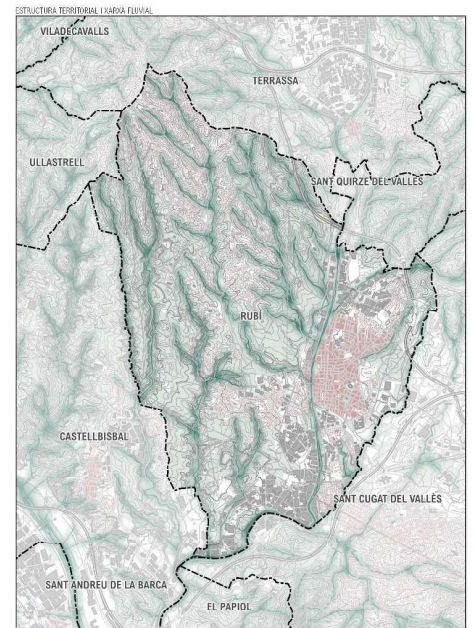 ESTRUCTURA TERRITORIAL I XARXA FLUVIAL
VILADECAVALLS
TERRASSA
ULLASTRELL
SANT QUIRZE DEL VALLÈS
RUBÍ
CASTELLBISBAL
SANT CUGAT DEL VALLÈS
SANT ANDREU DE LA BARCA
EL PAPIOL